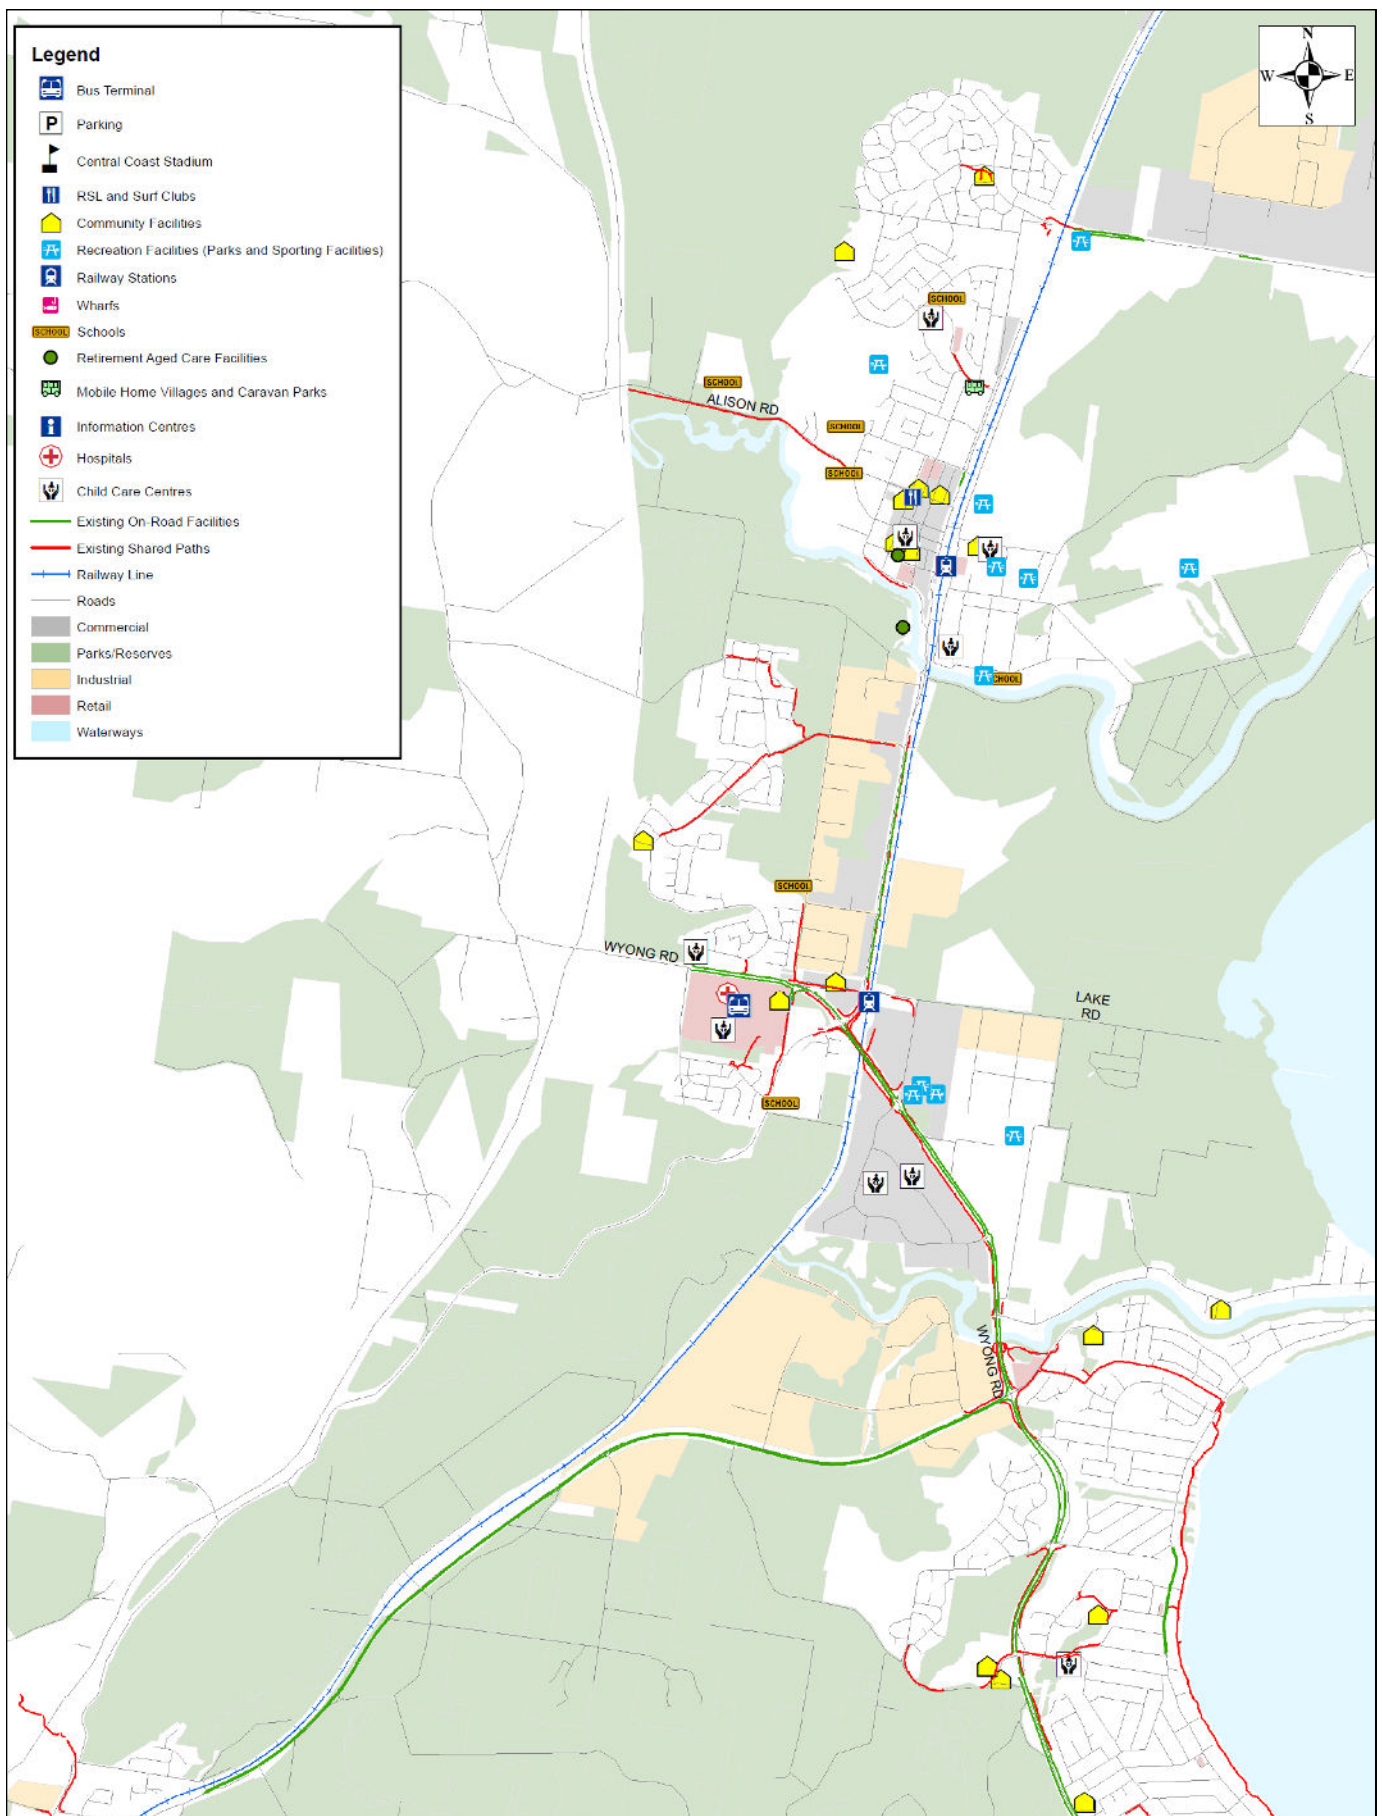 Legend
Bus Terminal
P Parking
Central Coast Stadium
RSL and Surf Clubs
Community Facilities
Recreation Facilities (Parks and Sporting Facilities)
Railway Stations
Wharfs
SCHOOL Schools
Retirement Aged Care Facilities
Mobile Home Villages and Caravan Parks
i Information Centres
Hospitals
Child Care Centres
Existing On-Road Facilities
Existing Shared Paths
Railway Line
Roads
Commercial
Parks/Reserves
Industrial
Retail
Waterways
N
W E
S
SCHOOL
SCHOOL
ALISON RD
SCHOOL
SCHOOL
SCHOOL
SCHOOL
WYONG RD
LAKE
RD
SCHOOL
WYONG RD